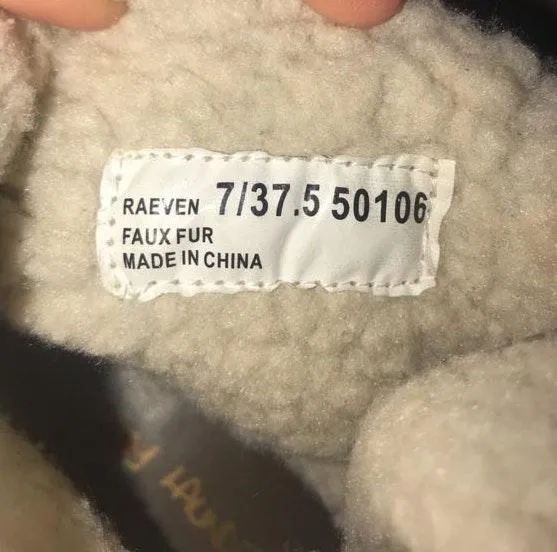 RAEVEN 7/37.5 50106
FAUX FUR
MADE IN CHINA